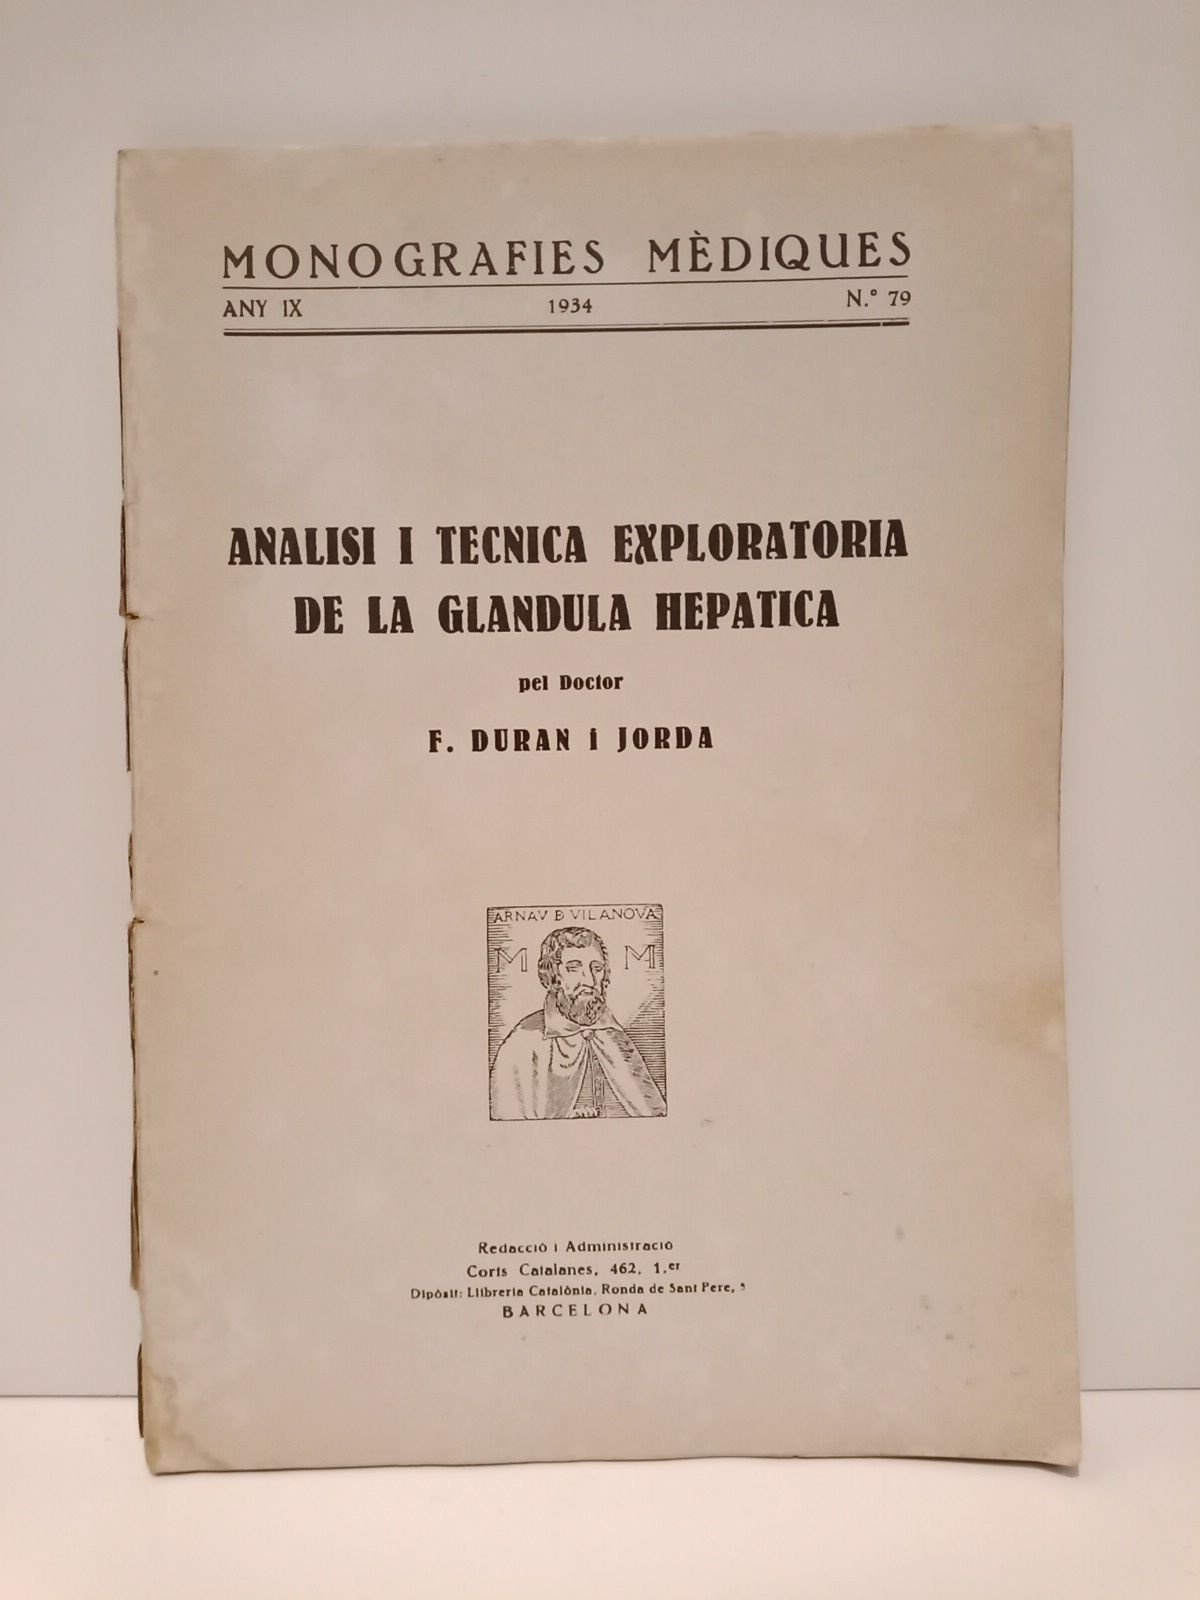 MONOGRAFIES MÈDIQUES
ANY IX 1934 N.º 79
ANALISI I TECNICA EXPLORATORIA
DE LA GLANDULA HEPATICA
pel Doctor
F. DURAN i JORDA
ARNAV D VILANOVA
M M
Redacció i Administració
Corts Catalanes, 462, 1.er
Dipòsit: Llibreria Catalònia, Ronda de Sant Pere,
BARCELONA